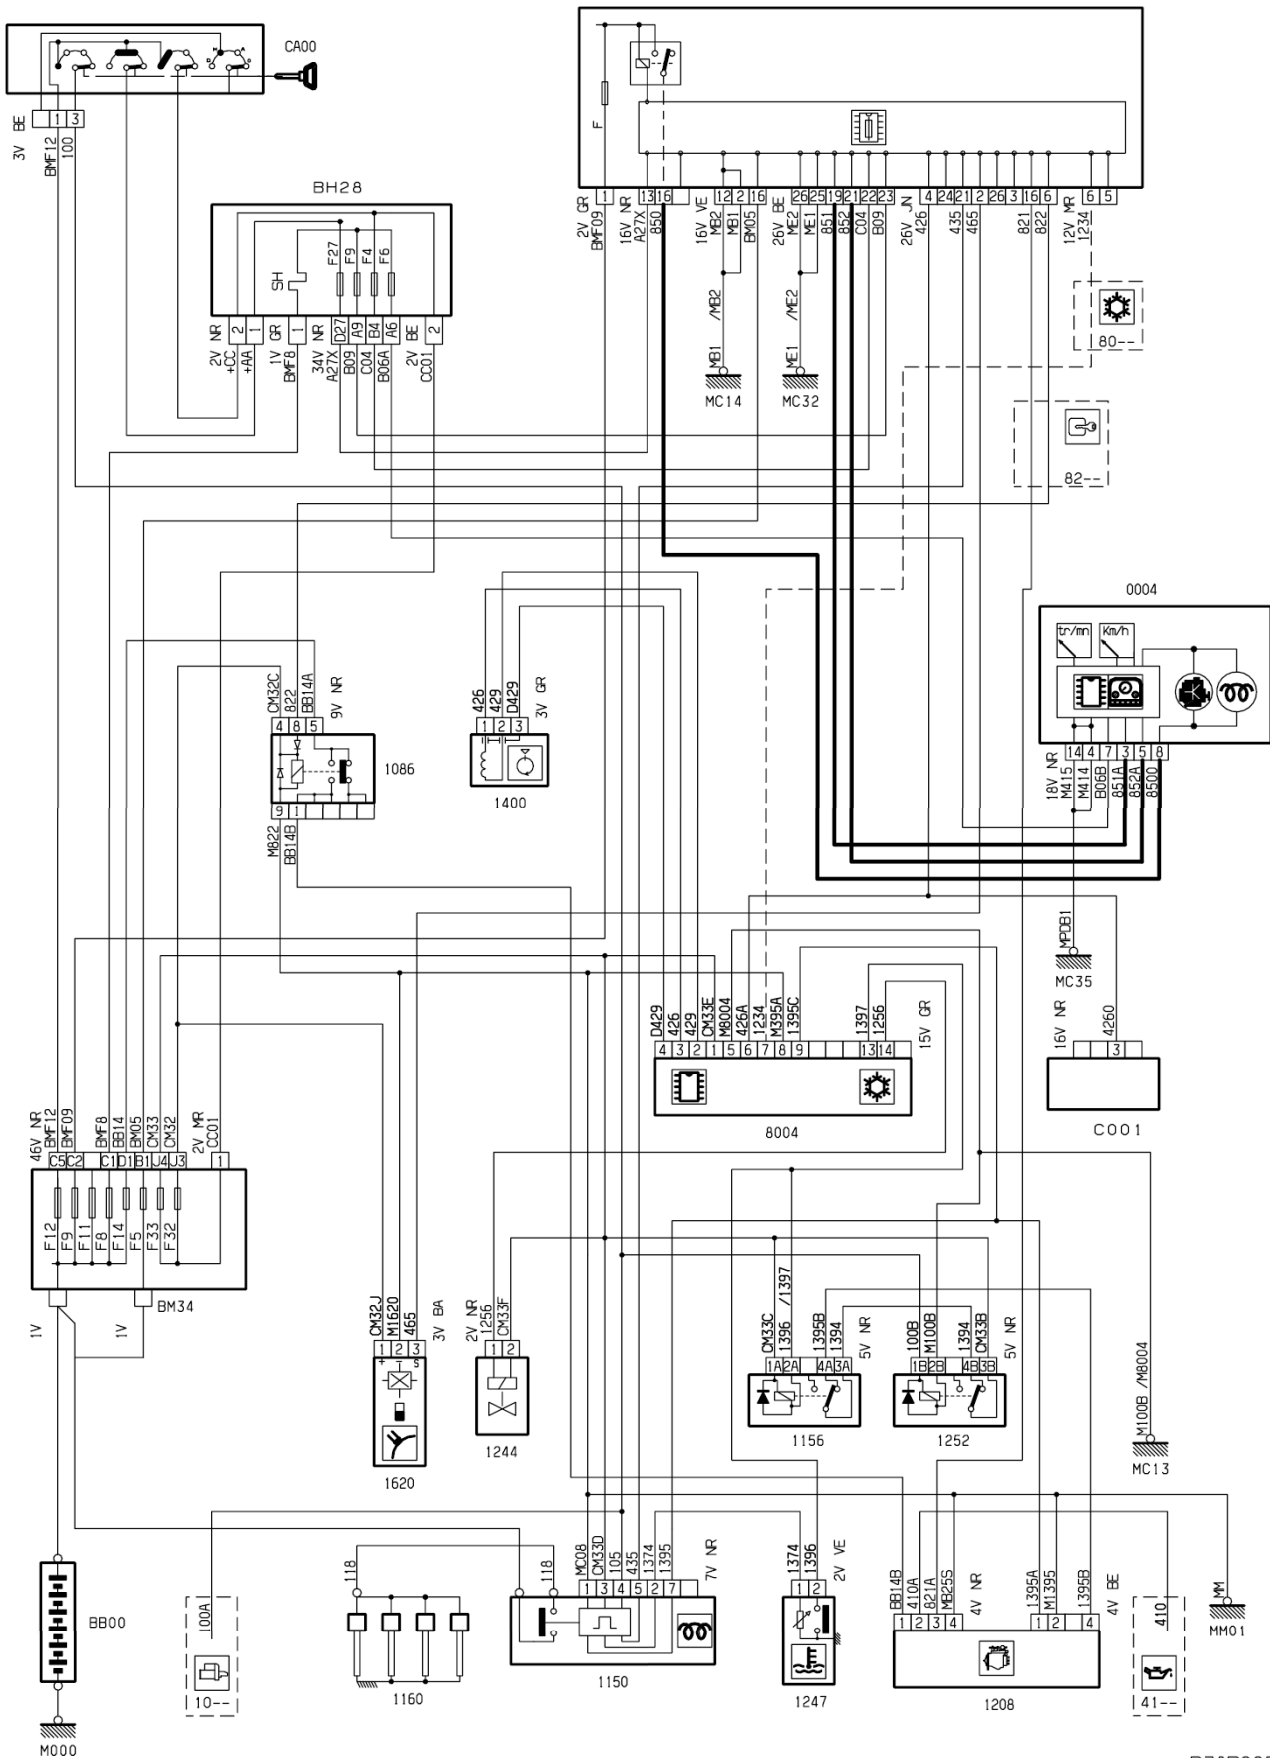 CA00
3V BE
1 3
BMF12
100
BH28
SH
F27
F9
F4
F6
2V NR
2 1
+CC
+AA
1V GR
1
BMF8
34V NR
D27 A9 B4 A6
A27X
B09
C04
B06A
2V BE
2
CC01
F
2V GR
1
BMF09
16V NR
13 16
A27X
850
16V VE
12 2 16
MB2
MB1
BM05
26V BE
26 25 19 21 22 23
ME2
ME1
851
852
C04
B09
26V JN
4 24 21 2 26 3 16 6
426
435
465
821
822
12V MR
6 5
1234
MB1 /MB2
MC14
ME1 /ME2
MC32
80--
82--
0004
tr/mn
Km/h
18V NR
14 4 7 3 5 8
M415
M414
B06B
851A
852A
8500
MPDB1
MC35
CM32C
822
BB14A
9V NR
4 8 5
1086
9 1
M822
BB14B
426
429
D429
3V GR
1 2 3
1400
D429
426
429
CM33E
M8004
426A
1234
M395A
1395C
1397
1256
15V GR
4 3 2 1 5 6 7 8 9 13 14
8004
16V NR
4260
3
C001
46V NR
BMF12
BMF09
BMF8
BB14
BM05
CM33
CM32
2V MR
CC01
C5 C2 C1 D1 B1 J4 J3 1
F12
F9
F11
F8
F14
F5
F33
F32
BM34
1V
1V
CM32J
M1620
465
3V BA
1 2 3
+ - S
1620
2V NR
1256
CM33F
1 2
1244
CM33C
1396 /1397
1395B
1394
5V NR
1A 2A 4A 3A
1156
100B
M100B
1394
CM33B
5V NR
1B 2B 4B 3B
1252
M100B /M8004
MC13
BB00
M000
100A
10--
118
118
1160
MC08
CM33D
105
435
1374
1395
7V NR
1 3 4 5 2 7
1150
1374
1396
2V VE
1 2
1247
BB14B
410A
821A
MB25S
4V NR
1 2 3 4
1395A
M1395
1395B
4V BE
1 2 4
1208
410
41--
MM
MM01